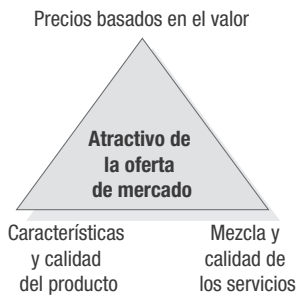 Precios basados en el valor
Atractivo de
la oferta
de mercado
Características
y calidad
del producto
Mezcla y
calidad de
los servicios